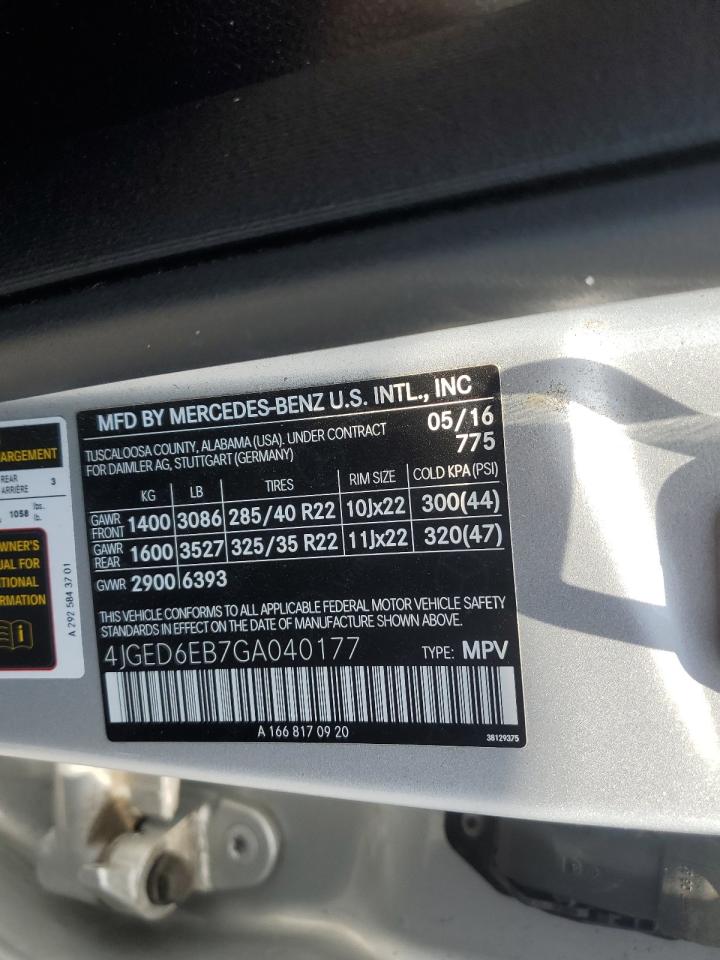 ARGEMENT
REAR 3
ARRIÈRE
1058 lbs.
lb.
WNER'S
UAL FOR
TIONAL
RMATION
A 292 584 37 01
MFD BY MERCEDES-BENZ U.S. INTL., INC
TUSCALOOSA COUNTY, ALABAMA (USA). UNDER CONTRACT
FOR DAIMLER AG, STUTTGART (GERMANY)
05/16
775
KG LB TIRES RIM SIZE COLD KPA (PSI)
GAWR FRONT 1400 3086 285/40 R22 10Jx22 300(44)
GAWR REAR 1600 3527 325/35 R22 11Jx22 320(47)
GVWR 2900 6393
THIS VEHICLE CONFORMS TO ALL APPLICABLE FEDERAL MOTOR VEHICLE SAFETY
STANDARDS IN EFFECT ON THE DATE OF MANUFACTURE SHOWN ABOVE.
4JGED6EB7GA040177 TYPE: MPV
A 166 817 09 20
38129375